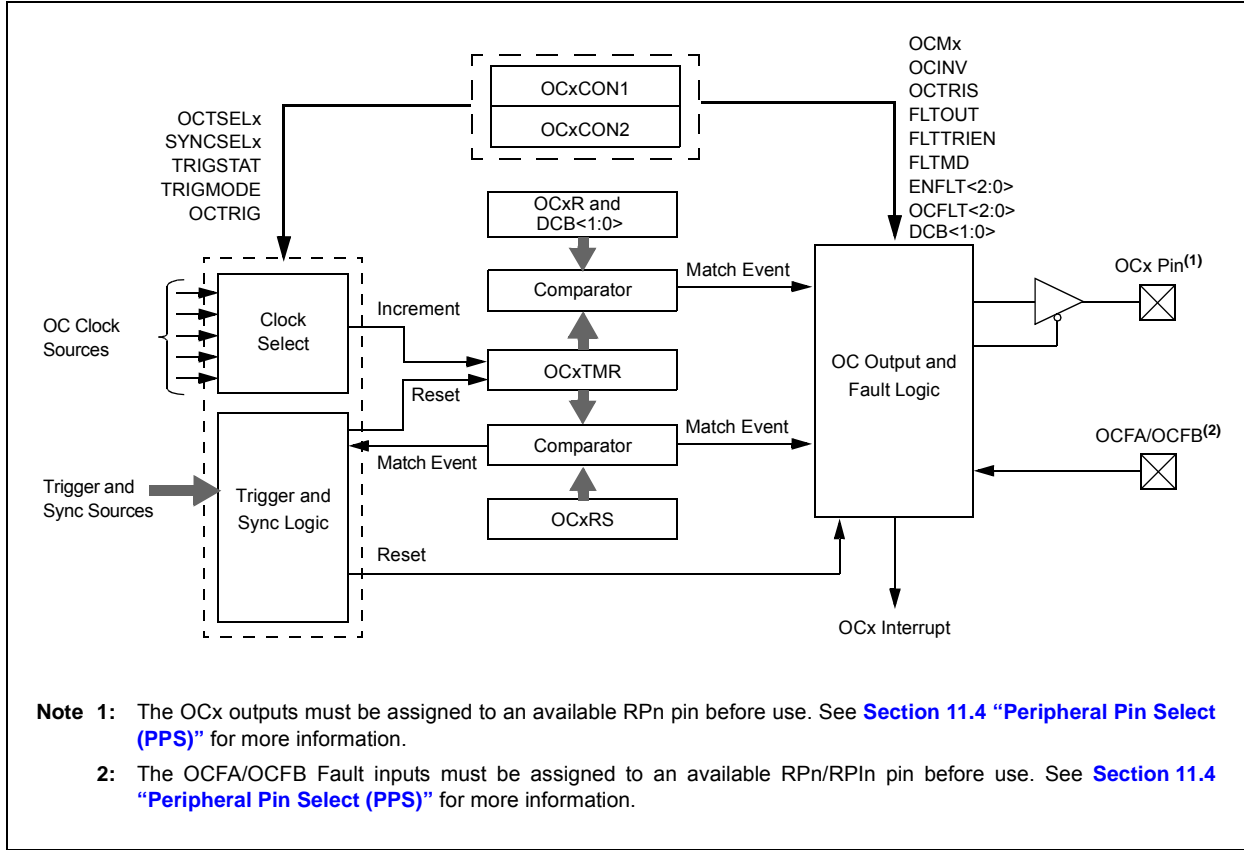 OCxCON1
OCxCON2
OCMx
OCINV
OCTRIS
FLTOUT
FLTTRIEN
FLTMD
ENFLT<2:0>
OCFLT<2:0>
DCB<1:0>
OCTSELx
SYNCSELx
TRIGSTAT
TRIGMODE
OCTRIG
OCxR and
DCB<1:0>
Match Event
OCx Pin(1)
Comparator
Increment
OC Clock
Sources
Clock
Select
OCxTMR
OC Output and
Fault Logic
Reset
Match Event
OCFA/OCFB(2)
Comparator
Match Event
Trigger and
Sync Sources
Trigger and
Sync Logic
OCxRS
Reset
OCx Interrupt
Note 1: The OCx outputs must be assigned to an available RPn pin before use. See Section 11.4 “Peripheral Pin Select
(PPS)” for more information.
2: The OCFA/OCFB Fault inputs must be assigned to an available RPn/RPIn pin before use. See Section 11.4
“Peripheral Pin Select (PPS)” for more information.